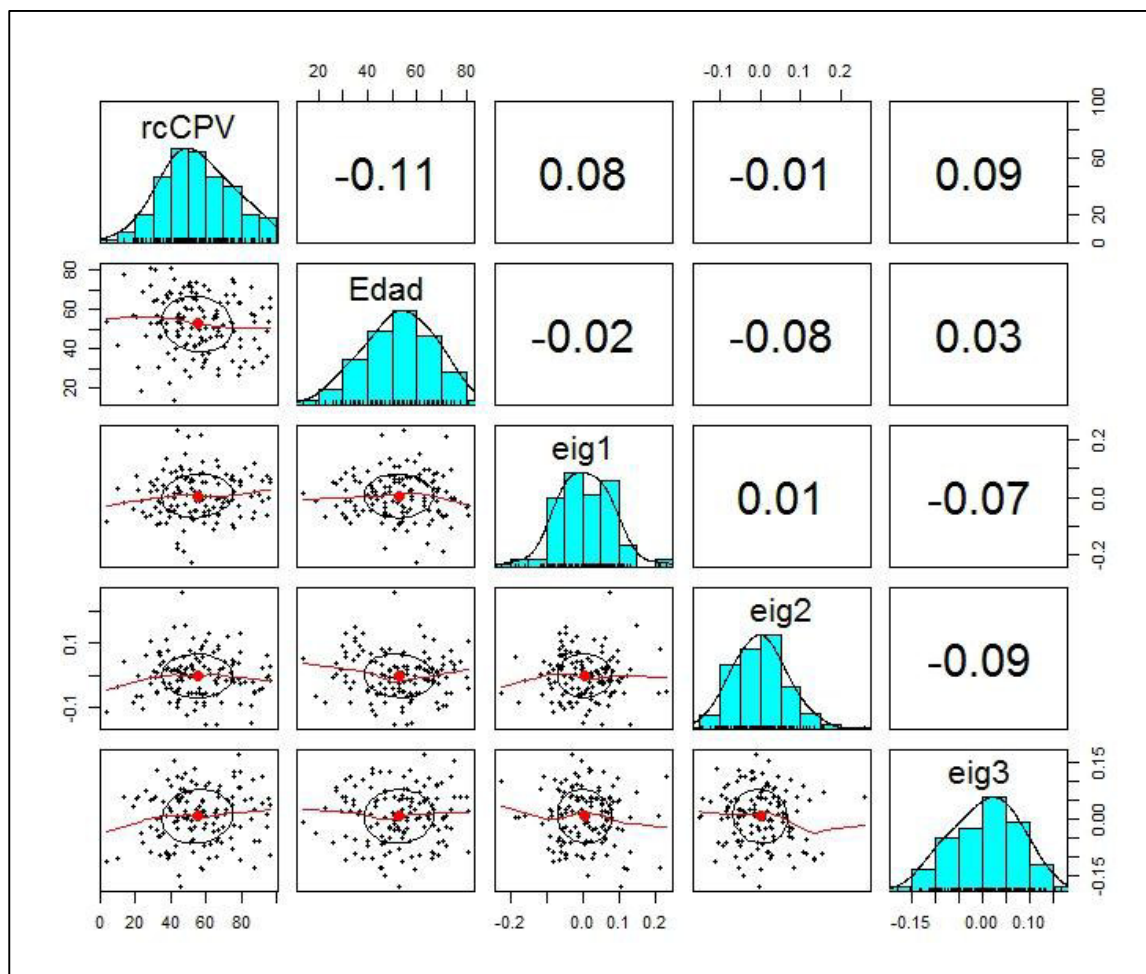 20 40 60 80 -0.1 0.0 0.1 0.2
rcCPV -0.11 0.08 -0.01 0.09 0 20 60 100
20 40 60 80 Edad -0.02 -0.08 0.03
eig1 0.01 -0.07 -0.2 0.0 0.2
-0.1 0.1 eig2 -0.09
eig3 -0.15 0.00 0.15
0 40 60 80 -0.2 0.0 0.1 0.2 -0.15 0.00 0.10